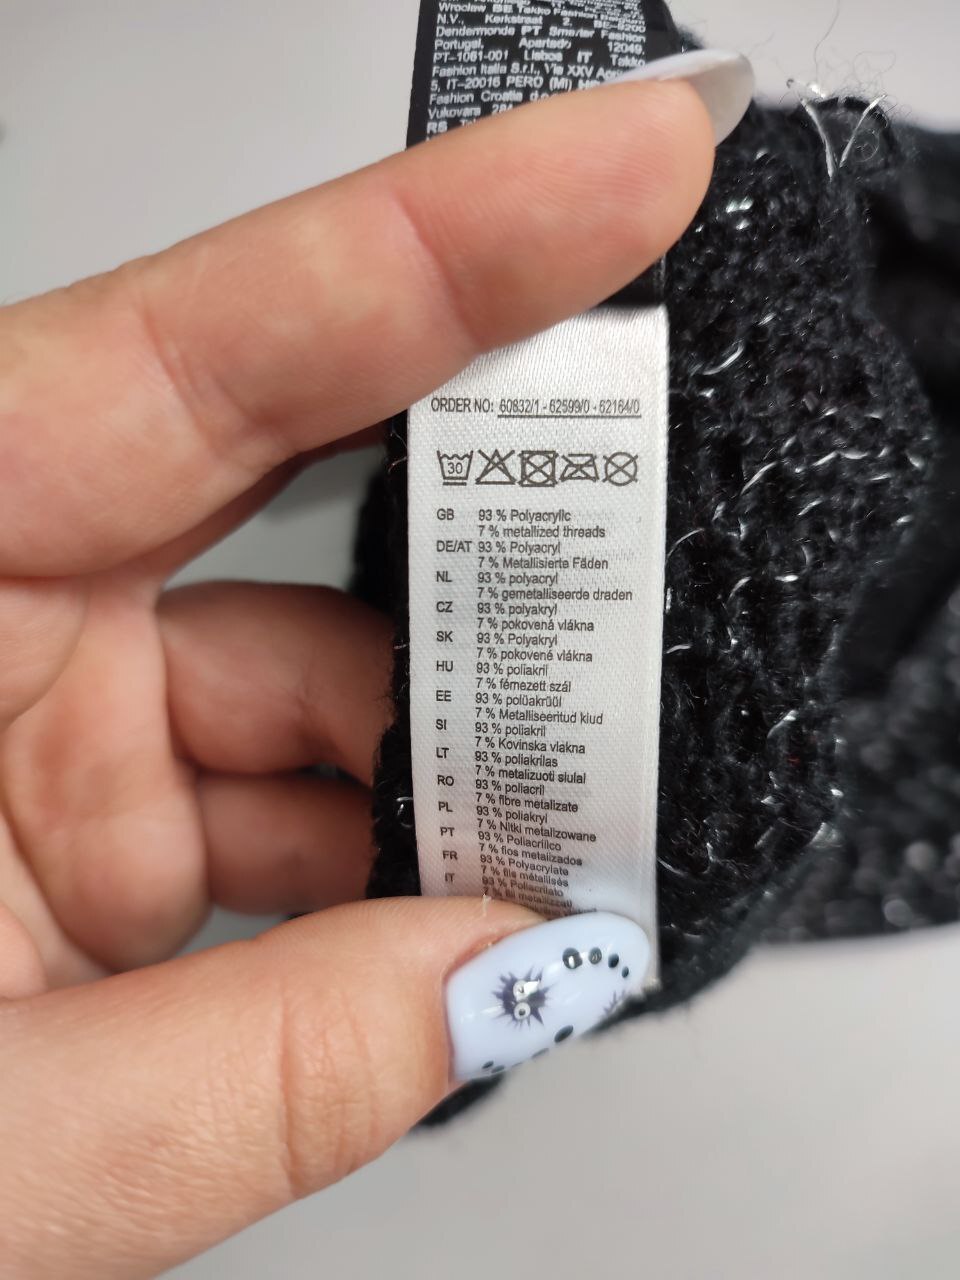 Wroclaw BE Takko Fashion Belgium
N.V., Kerkstraat 2, BE-9200
Dendermonde PT Smarter Fashion
Portugal, Apartado 12049,
PT-1061-001 Lisboa IT Takko
Fashion Italia S.r.l., Via XXV
5, IT-20016 PERO (MI)
Fashion Croatia
Vukovara
RS
ORDER NO: 60832/1 - 62599/0 - 62164/0
30
GB 93 % Polyacrylic
7 % metallized threads
DE/AT 93 % Polyacryl
7 % Metallisierte Fäden
NL 93 % polyacryl
7 % gemetalliseerde draden
CZ 93 % polyakryl
7 % pokovená vlákna
SK 93 % Polyakryl
7 % pokovené vlákna
HU 93 % poliakril
7 % fémezett szál
EE 93 % polüakrüül
7 % Metalliseeritud kiud
SI 93 % poliakril
7 % Kovinska vlakna
LT 93 % poliakrilas
7 % metalizuoti siulai
RO 93 % poliacril
7 % fibre metalizate
PL 93 % poliakryl
7 % Nitki metalizowane
PT 93 % Poliacrílico
7 % fios metalizados
FR 93 % Polyacrylate
7 % fils métallisés
IT 93 % Poliacrilato
7 % fili metallizzati